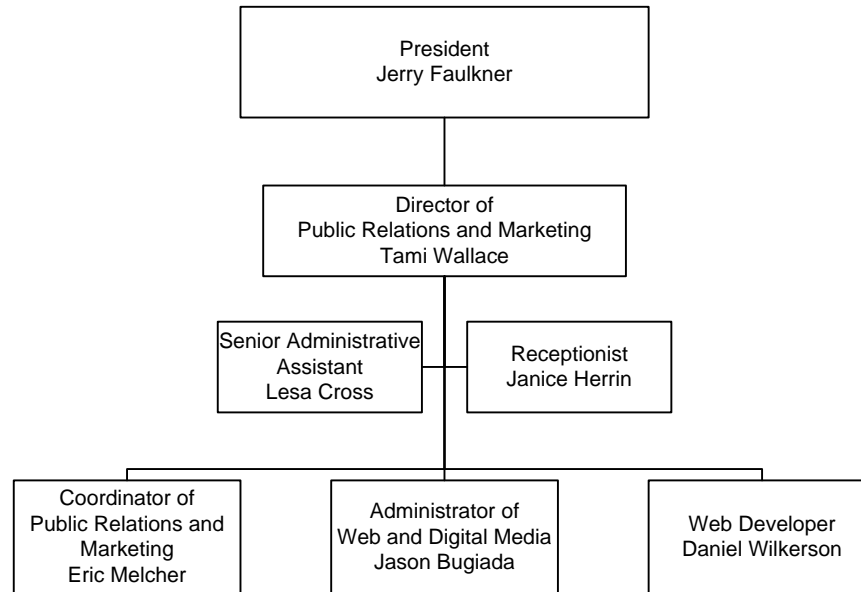 President
Jerry Faulkner
Director of
Public Relations and Marketing
Tami Wallace
Senior Administrative
Assistant
Lesa Cross
Receptionist
Janice Herrin
Coordinator of
Public Relations and
Marketing
Eric Melcher
Administrator of
Web and Digital Media
Jason Bugiada
Web Developer
Daniel Wilkerson